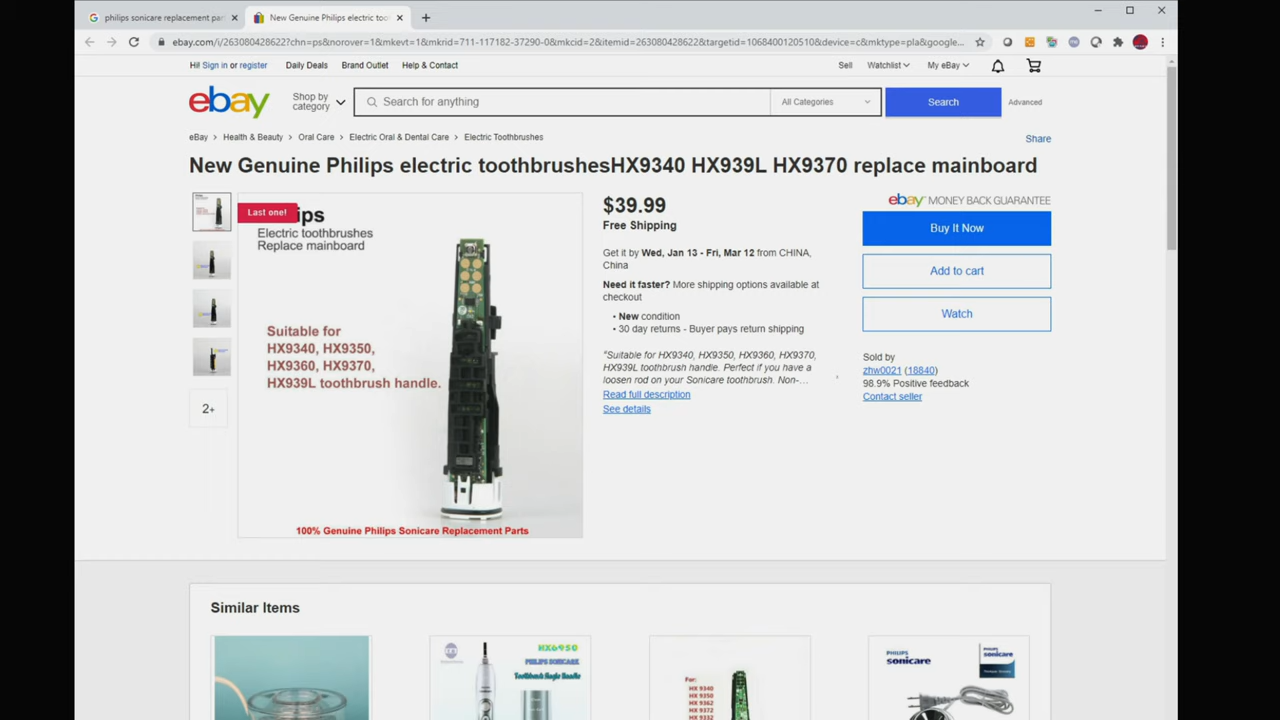 philips sonicare replacement par
New Genuine Philips electric too
ebay.com/i/263080428622?chn=ps&norover=1&mkevt=1&mkrid=711-117182-37290-0&mkcid=2&itemid=263080428622&targetid=1068400120510&device=c&mktype=pla&google...
Hi! Sign in or register
Daily Deals
Brand Outlet
Help & Contact
Sell
Watchlist
My eBay
ebay
Shop by
category
Search for anything
All Categories
Search
Advanced
eBay > Health & Beauty > Oral Care > Electric Oral & Dental Care > Electric Toothbrushes
Share
New Genuine Philips electric toothbrushesHX9340 HX939L HX9370 replace mainboard
Last one!
ips
Electric toothbrushes
Replace mainboard
Suitable for
HX9340, HX9350,
HX9360, HX9370,
HX939L toothbrush handle.
100% Genuine Philips Sonicare Replacement Parts
2+
$39.99
Free Shipping
Get it by Wed, Jan 13 - Fri, Mar 12 from CHINA,
China
Need it faster? More shipping options available at
checkout
• New condition
• 30 day returns - Buyer pays return shipping
"Suitable for HX9340, HX9350, HX9360, HX9370,
HX939L toothbrush handle. Perfect if you have a
loosen rod on your Sonicare toothbrush. Non-...
Read full description
See details
ebay MONEY BACK GUARANTEE
Buy It Now
Add to cart
Watch
Sold by
zhw0021 (18840)
98.9% Positive feedback
Contact seller
Similar Items
HX6950
PHILIPS SONICARE
Toothbrush Single Handle
For:
HX 9340
HX 9350
HX 9362
HX 9372
HX 9332
PHILIPS
sonicare
PHILIPS
sonicare